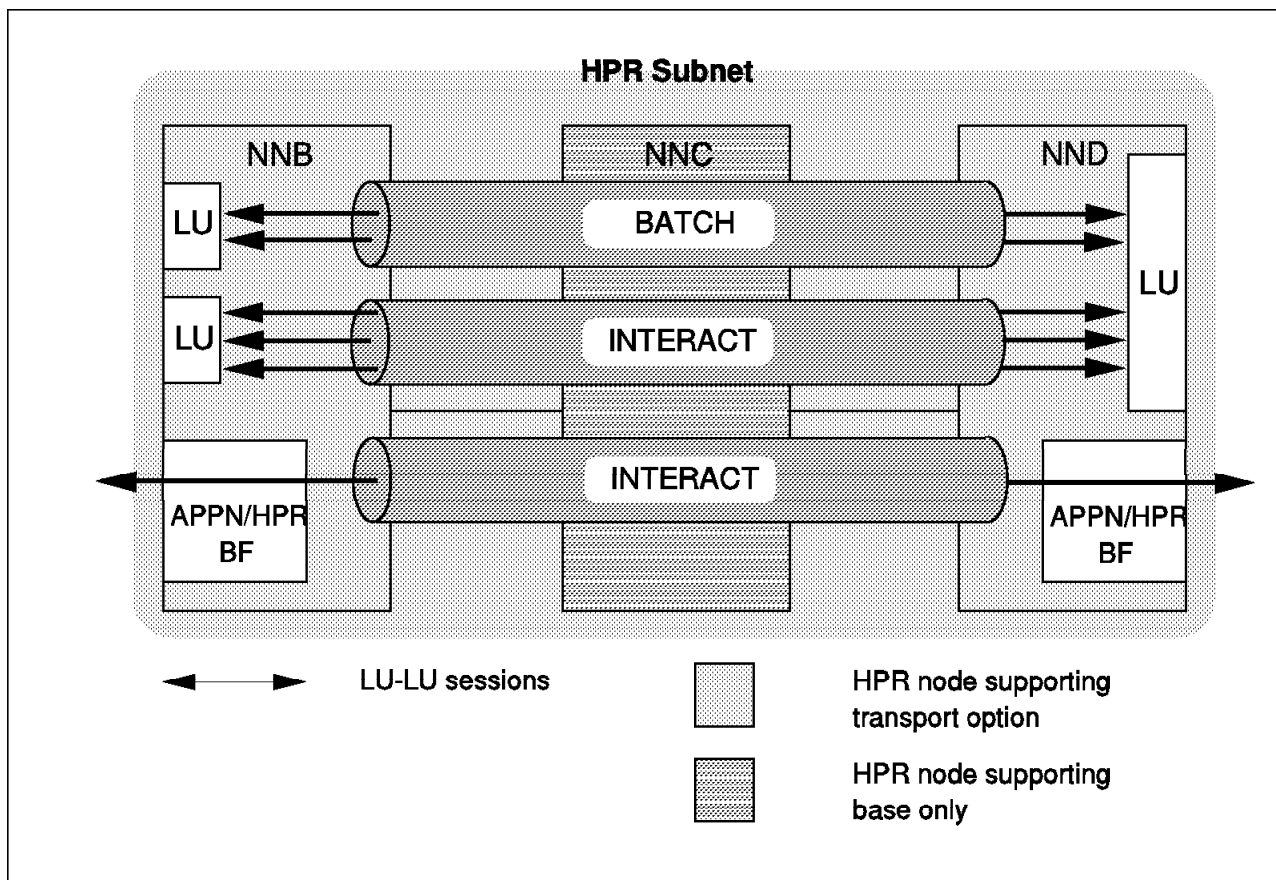 HPR Subnet
NNB
NNC
NND
LU
BATCH
LU
LU
INTERACT
INTERACT
APPN/HPR
BF
APPN/HPR
BF
LU-LU sessions
HPR node supporting
transport option
HPR node supporting
base only